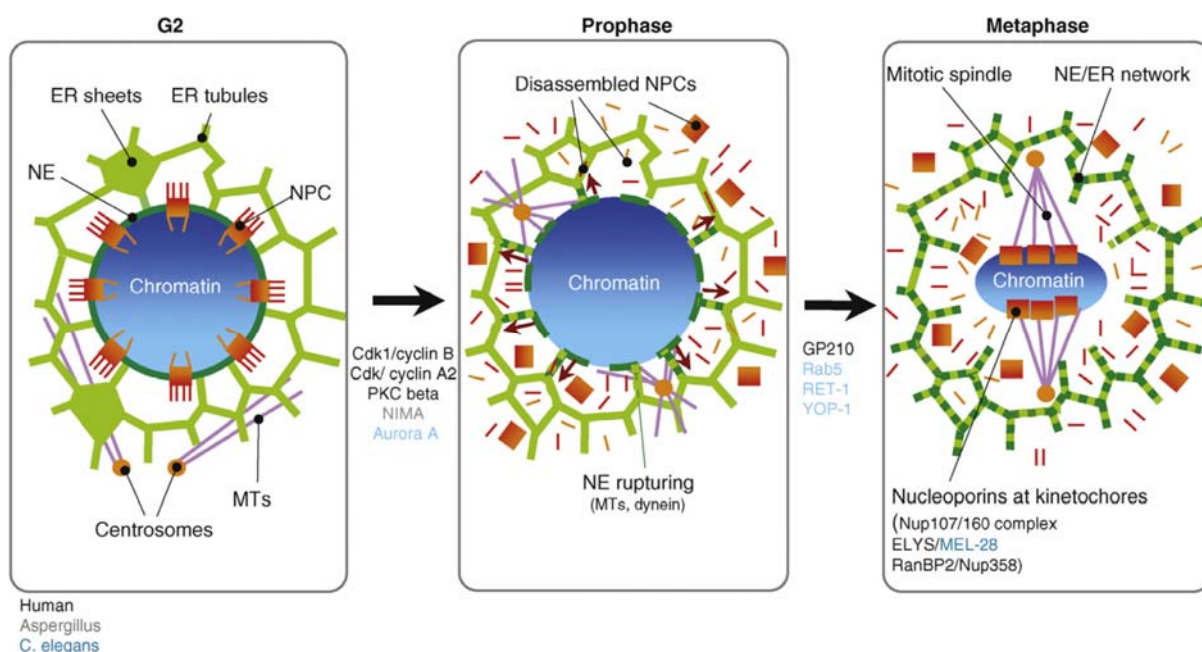 G2
ER sheets
ER tubules
NE
NPC
Chromatin
MTs
Centrosomes
Human
Aspergillus
C. elegans
Cdk1/cyclin B
Cdk/ cyclin A2
PKC beta
NIMA
Aurora A
Prophase
Disassembled NPCs
Chromatin
NE rupturing
(MTs, dynein)
GP210
Rab5
RET-1
YOP-1
Metaphase
Mitotic spindle
NE/ER network
Chromatin
Nucleoporins at kinetochores
(Nup107/160 complex
ELYS/MEL-28
RanBP2/Nup358)